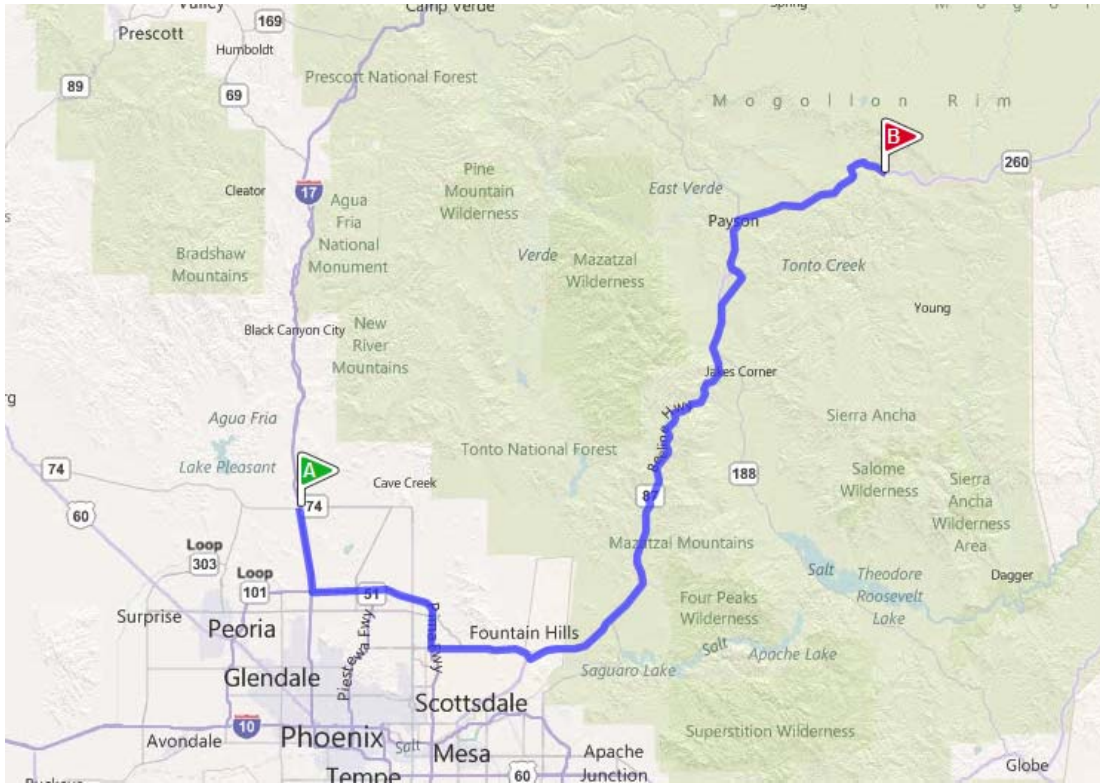 Valley
Camp Verde
Spring
M o g o l
Prescott
169
Humboldt
89
69
Prescott National Forest
M o g o l l o n R i m
B
260
Cleator
17
Agua
Fria
National
Monument
Pine
Mountain
Wilderness
East Verde
Payson
Bradshaw
Mountains
Verde
Mazatzal
Wilderness
Tonto Creek
Young
Black Canyon City
New
River
Mountains
Jakes Corner
rg
Agua Fria
Beeline Hwy
Sierra Ancha
Tonto National Forest
74
Lake Pleasant
A
74
Cave Creek
188
Salome
Wilderness
Sierra
Ancha
Wilderness
Area
60
87
Mazatzal Mountains
Loop
303
Loop
101
51
Salt
Theodore
Roosevelt
Lake
Dagger
Surprise
Peoria
Piestewa Fwy
Pima Fwy
Fountain Hills
Four Peaks
Wilderness
Salt
Apache Lake
Saguaro Lake
Glendale
Scottsdale
10
Avondale
Phoenix
Salt
Mesa
Superstition Wilderness
Apache
Junction
Globe
Tempe
60
Buckeye